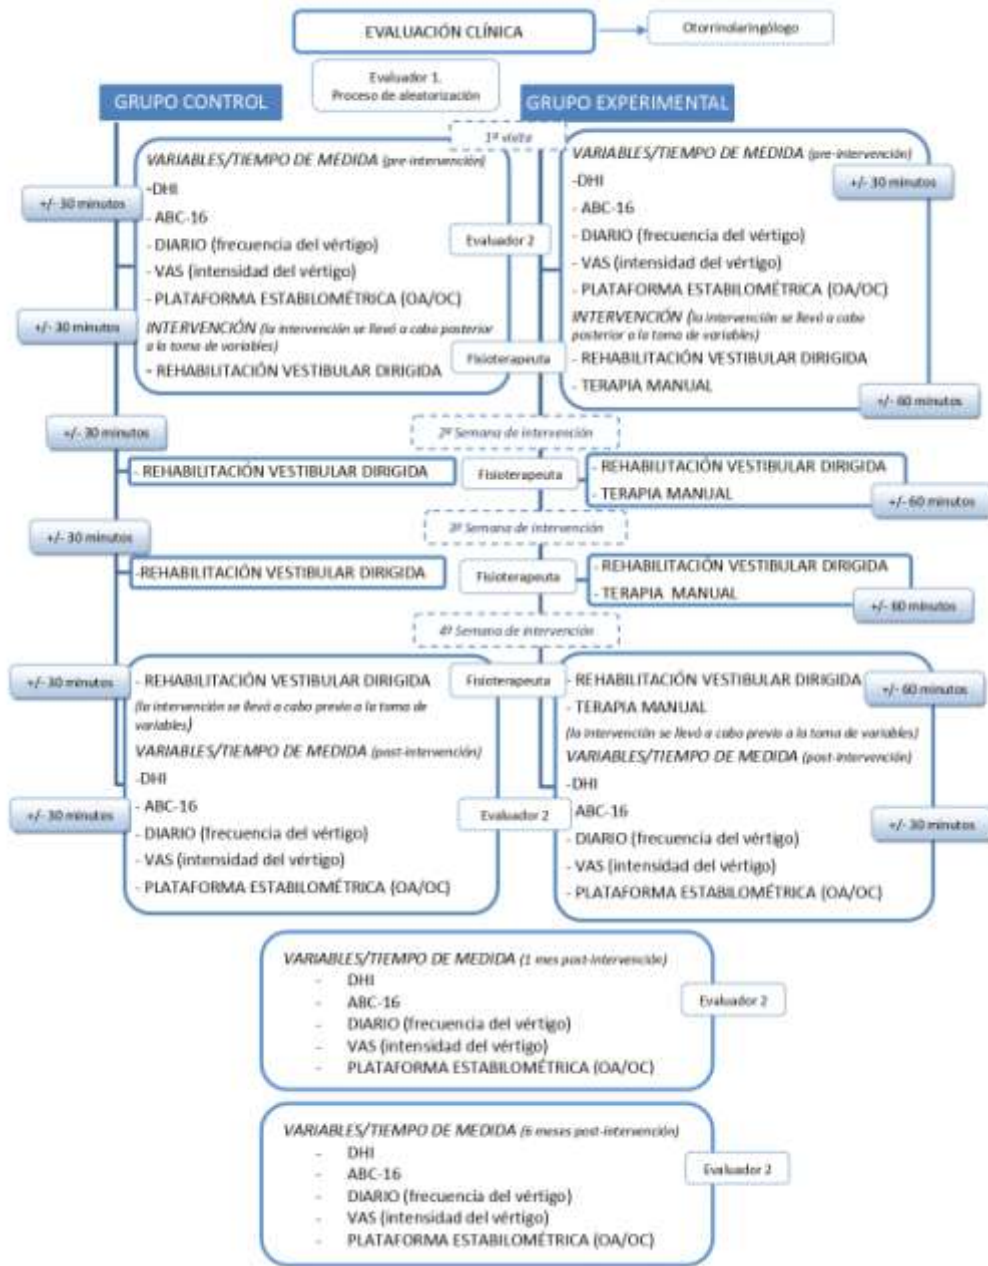 EVALUACIÓN CLÍNICA
Otorrinolaringólogo
Evaluador 1.
Proceso de aleatorización
GRUPO CONTROL
GRUPO EXPERIMENTAL
1ª visita
VARIABLES/TIEMPO DE MEDIDA (pre-intervención)
-DHI
- ABC-16
- DIARIO (frecuencia del vértigo)
- VAS (intensidad del vértigo)
- PLATAFORMA ESTABILOMÉTRICA (OA/OC)
INTERVENCIÓN (la intervención se llevó a cabo posterior
a la toma de variables)
- REHABILITACIÓN VESTIBULAR DIRIGIDA
+/- 30 minutos
+/- 30 minutos
Evaluador 2
Fisioterapeuta
VARIABLES/TIEMPO DE MEDIDA (pre-intervención)
-DHI
- ABC-16
- DIARIO (frecuencia del vértigo)
- VAS (intensidad del vértigo)
- PLATAFORMA ESTABILOMÉTRICA (OA/OC)
INTERVENCIÓN (la intervención se llevó a cabo
posterior a la toma de variables)
- REHABILITACIÓN VESTIBULAR DIRIGIDA
- TERAPIA MANUAL
+/- 30 minutos
+/- 60 minutos
2ª Semana de intervención
+/- 30 minutos
- REHABILITACIÓN VESTIBULAR DIRIGIDA
Fisioterapeuta
- REHABILITACIÓN VESTIBULAR DIRIGIDA
- TERAPIA MANUAL
+/- 60 minutos
3ª Semana de intervención
+/- 30 minutos
-REHABILITACIÓN VESTIBULAR DIRIGIDA
Fisioterapeuta
- REHABILITACIÓN VESTIBULAR DIRIGIDA
- TERAPIA MANUAL
+/- 60 minutos
4ª Semana de intervención
+/- 30 minutos
- REHABILITACIÓN VESTIBULAR DIRIGIDA
(la intervención se llevó a cabo previo a la toma de
variables)
VARIABLES/TIEMPO DE MEDIDA (post-intervención)
-DHI
- ABC-16
- DIARIO (frecuencia del vértigo)
- VAS (intensidad del vértigo)
- PLATAFORMA ESTABILOMÉTRICA (OA/OC)
+/- 30 minutos
Fisioterapeuta
Evaluador 2
- REHABILITACIÓN VESTIBULAR DIRIGIDA
- TERAPIA MANUAL
(la intervención se llevó a cabo previo a la toma de variables)
VARIABLES/TIEMPO DE MEDIDA (post-intervención)
-DHI
- ABC-16
- DIARIO (frecuencia del vértigo)
- VAS (intensidad del vértigo)
- PLATAFORMA ESTABILOMÉTRICA (OA/OC)
+/- 60 minutos
+/- 30 minutos
VARIABLES/TIEMPO DE MEDIDA (1 mes post-intervención)
- DHI
- ABC-16
- DIARIO (frecuencia del vértigo)
- VAS (intensidad del vértigo)
- PLATAFORMA ESTABILOMÉTRICA (OA/OC)
Evaluador 2
VARIABLES/TIEMPO DE MEDIDA (6 meses post-intervención)
- DHI
- ABC-16
- DIARIO (frecuencia del vértigo)
- VAS (intensidad del vértigo)
- PLATAFORMA ESTABILOMÉTRICA (OA/OC)
Evaluador 2